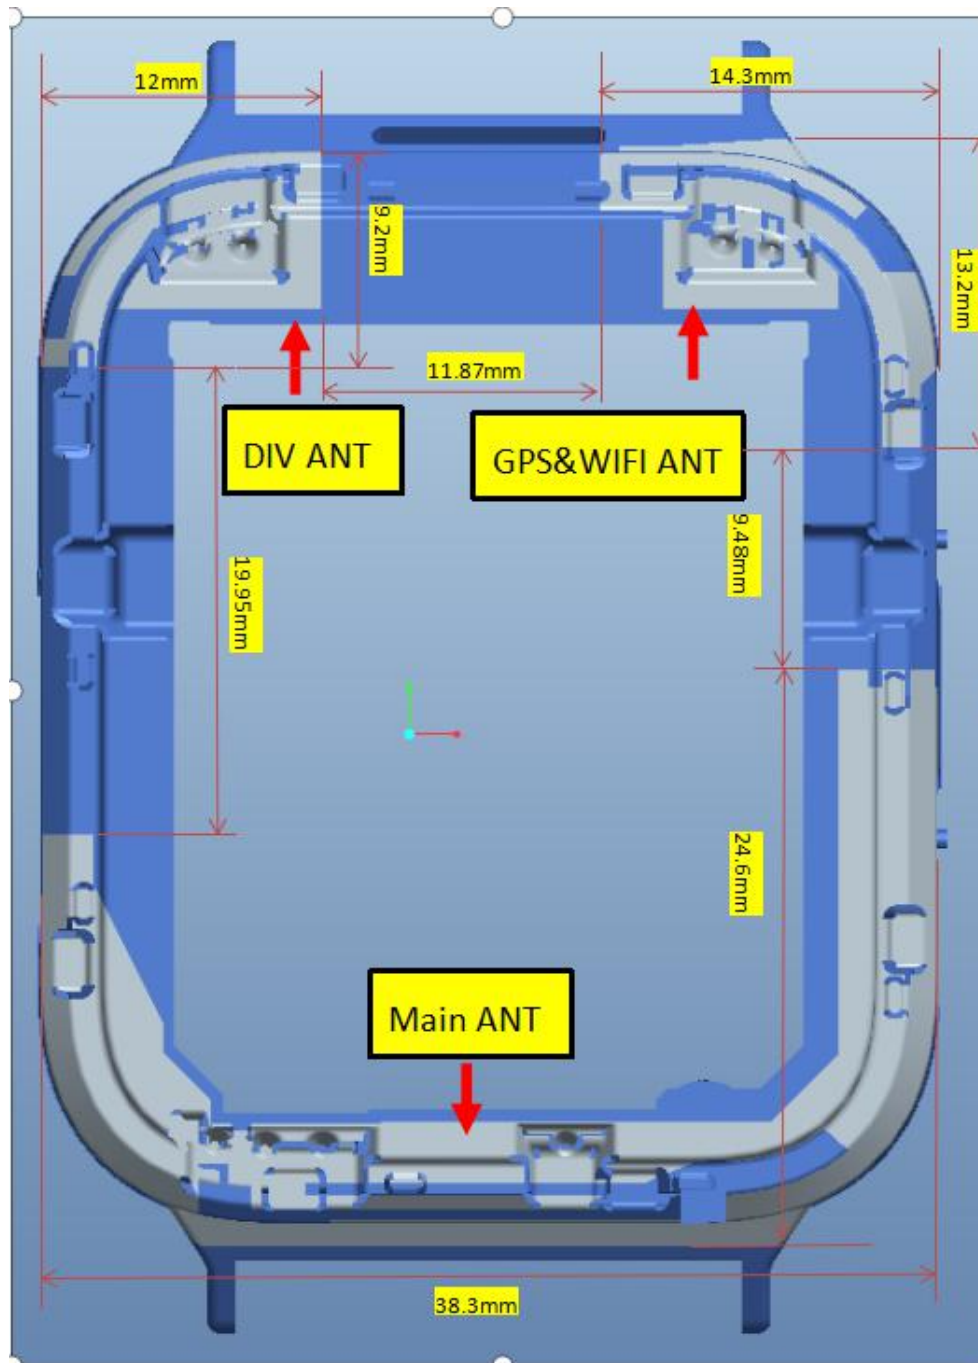 12mm
14.3mm
9.2mm
13.2mm
11.87mm
DIV ANT
GPS&WIFI ANT
9.48mm
19.95mm
24.6mm
Main ANT
38.3mm